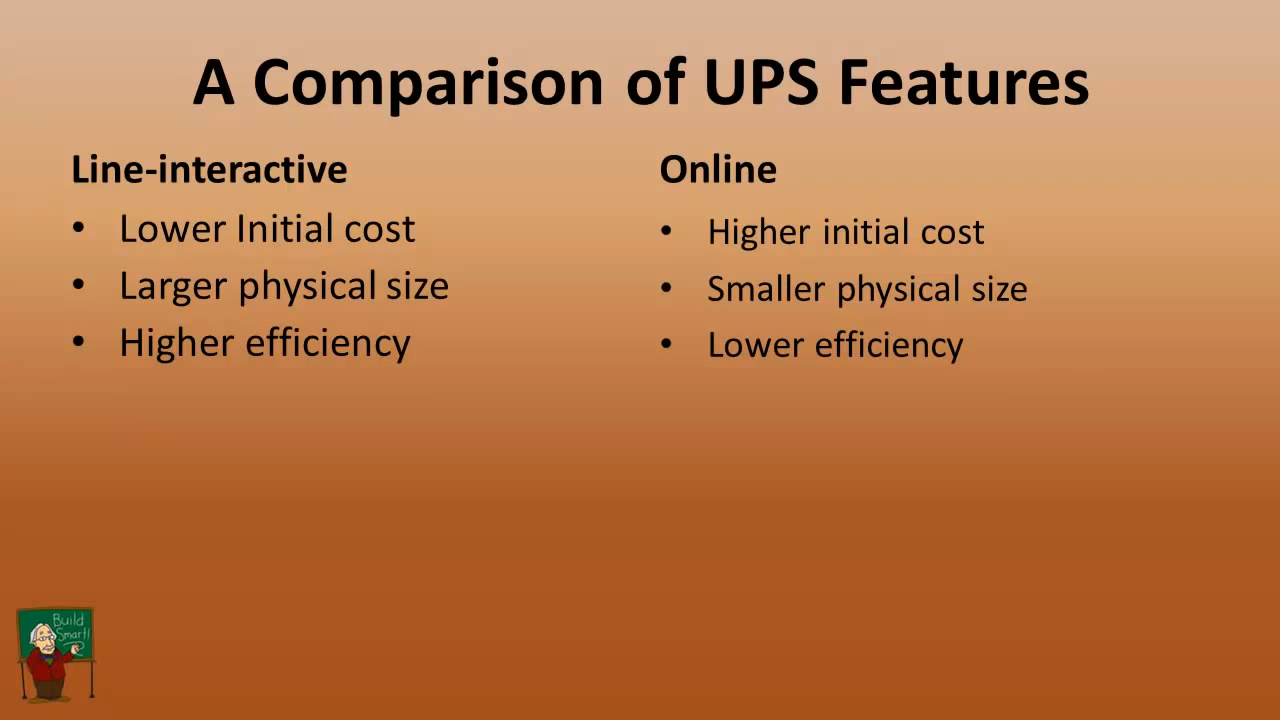 A Comparison of UPS Features
Line-interactive
• Lower Initial cost
• Larger physical size
• Higher efficiency
Online
• Higher initial cost
• Smaller physical size
• Lower efficiency
Build
Smart!